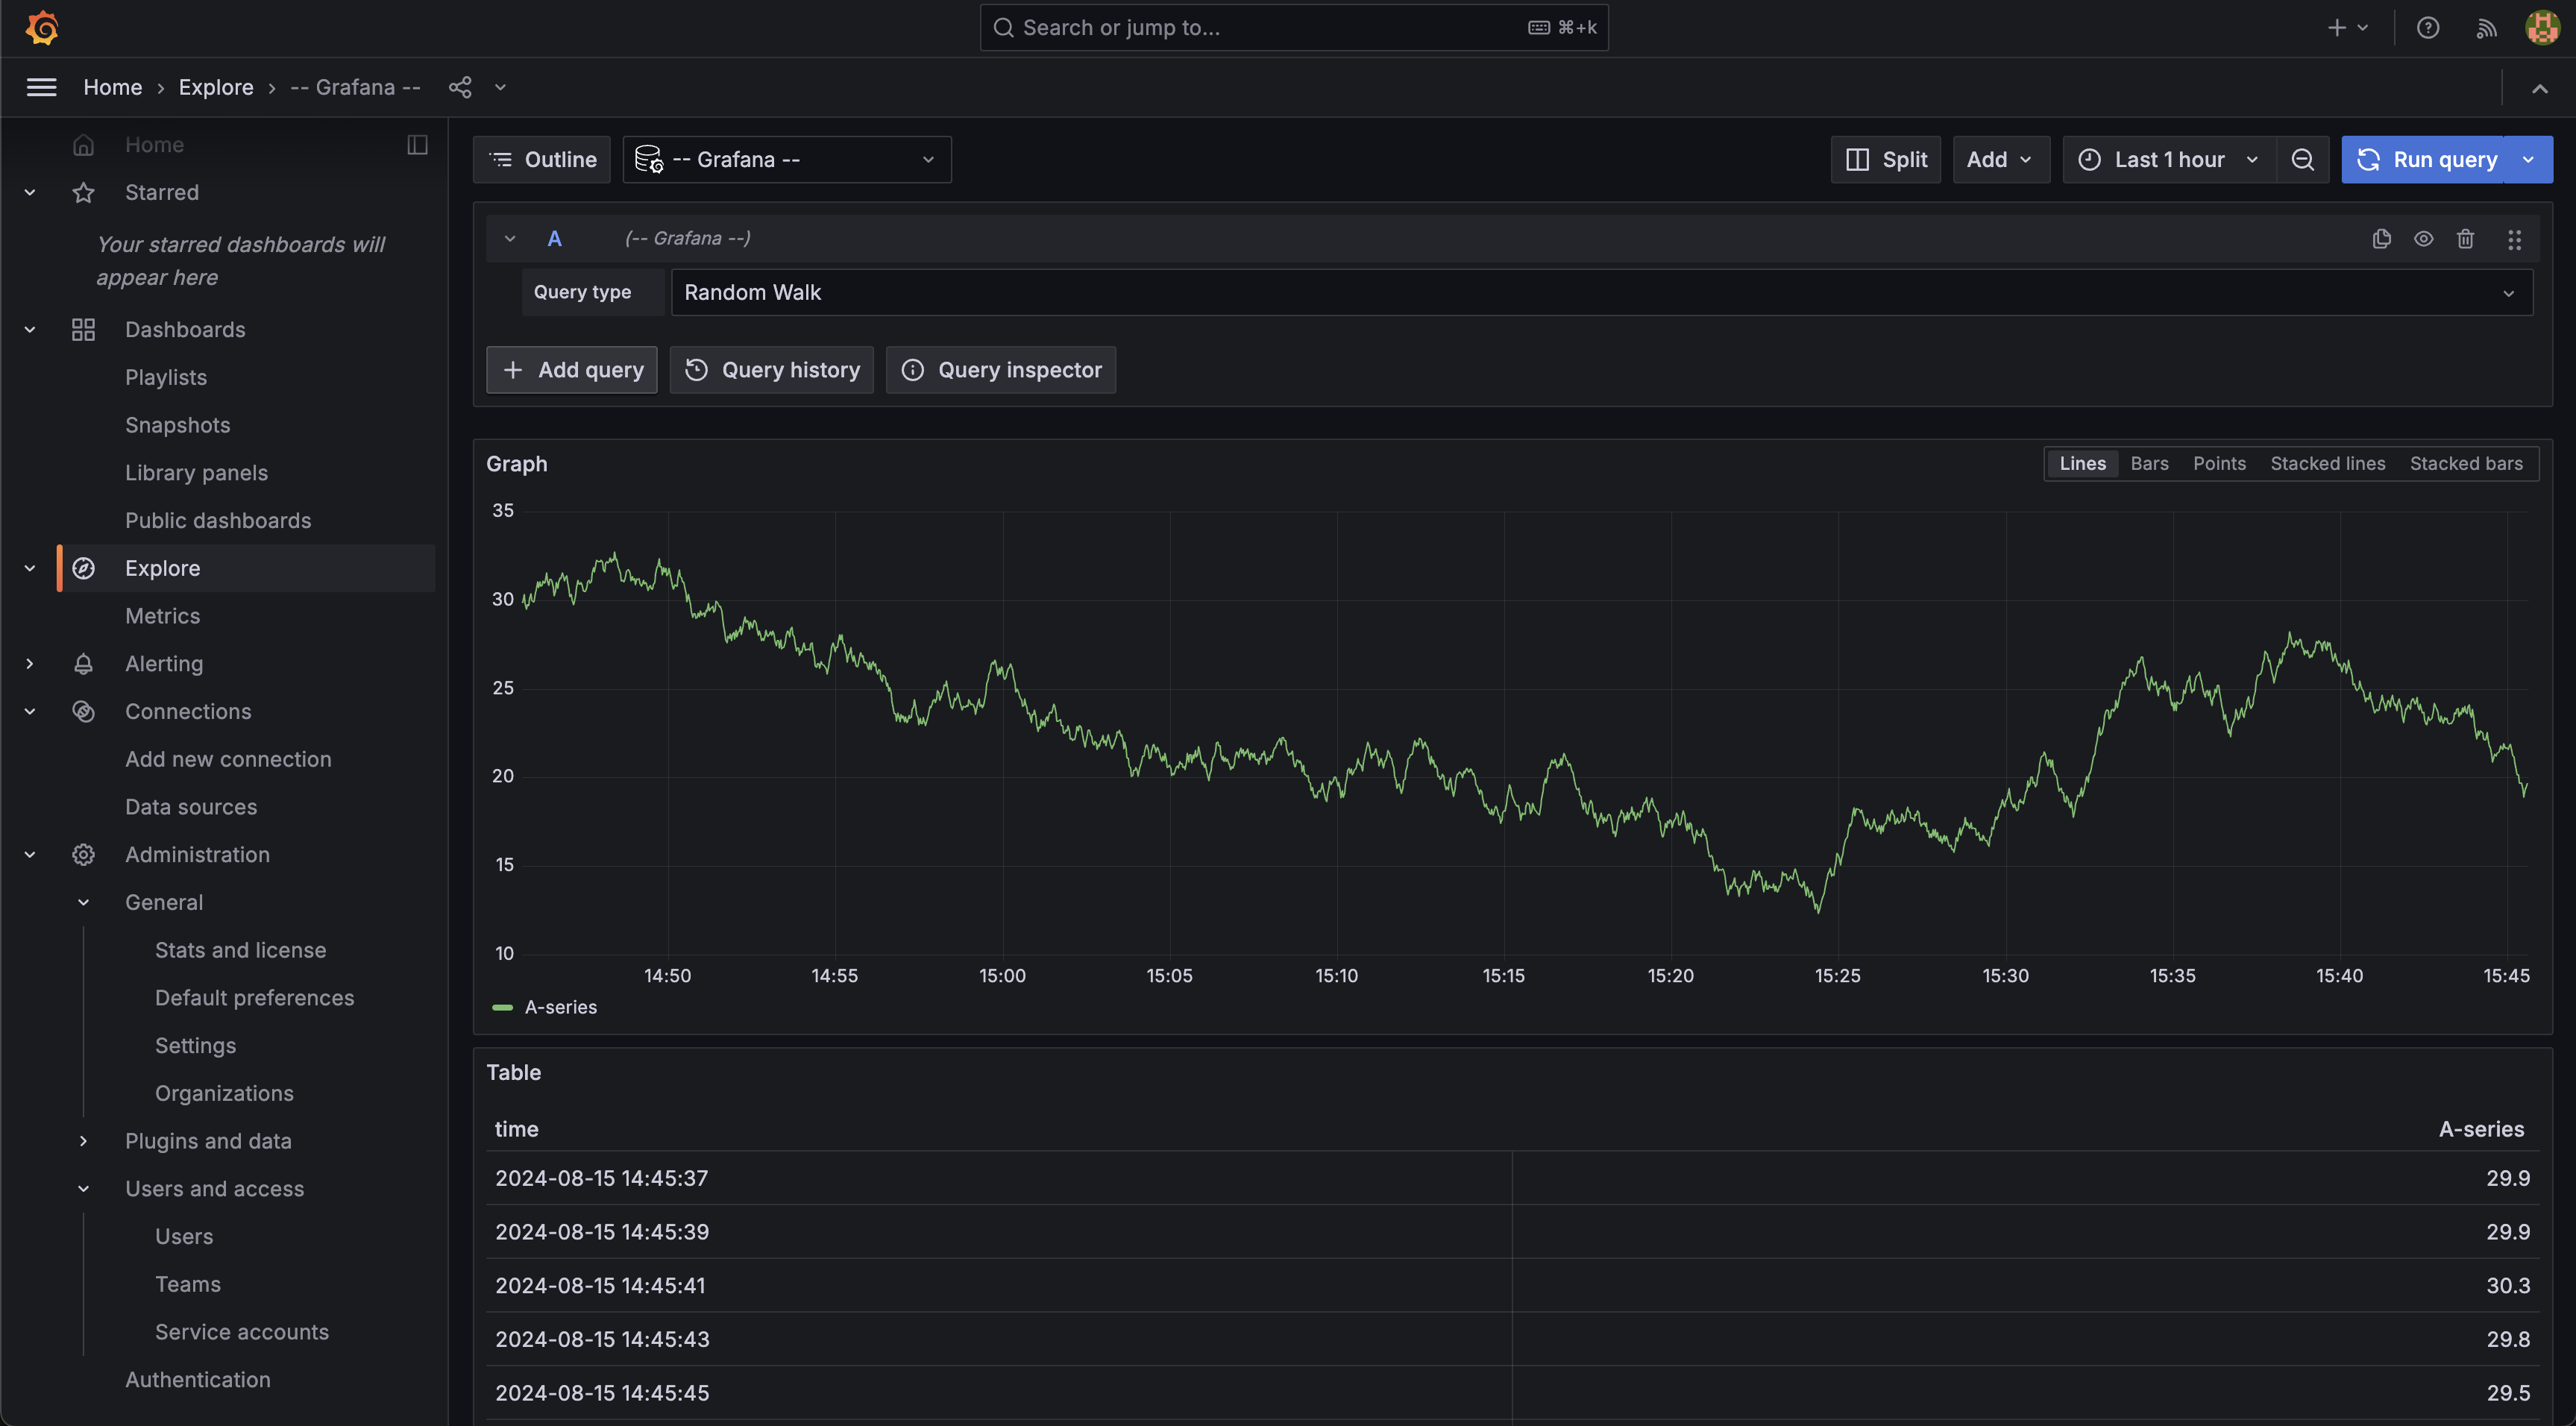 Search or jump to...
⌘+k
Home › Explore › -- Grafana --
Home
Starred
Your starred dashboards will
appear here
Dashboards
Playlists
Snapshots
Library panels
Public dashboards
Explore
Metrics
Alerting
Connections
Add new connection
Data sources
Administration
General
Stats and license
Default preferences
Settings
Organizations
Plugins and data
Users and access
Users
Teams
Service accounts
Authentication
Outline
-- Grafana --
Split
Add
Last 1 hour
Run query
A (-- Grafana --)
Query type
Random Walk
Add query
Query history
Query inspector
Graph
Lines Bars Points Stacked lines Stacked bars
35
30
25
20
15
10
14:50 14:55 15:00 15:05 15:10 15:15 15:20 15:25 15:30 15:35 15:40 15:45
A-series
Table
time A-series
2024-08-15 14:45:37 29.9
2024-08-15 14:45:39 29.9
2024-08-15 14:45:41 30.3
2024-08-15 14:45:43 29.8
2024-08-15 14:45:45 29.5